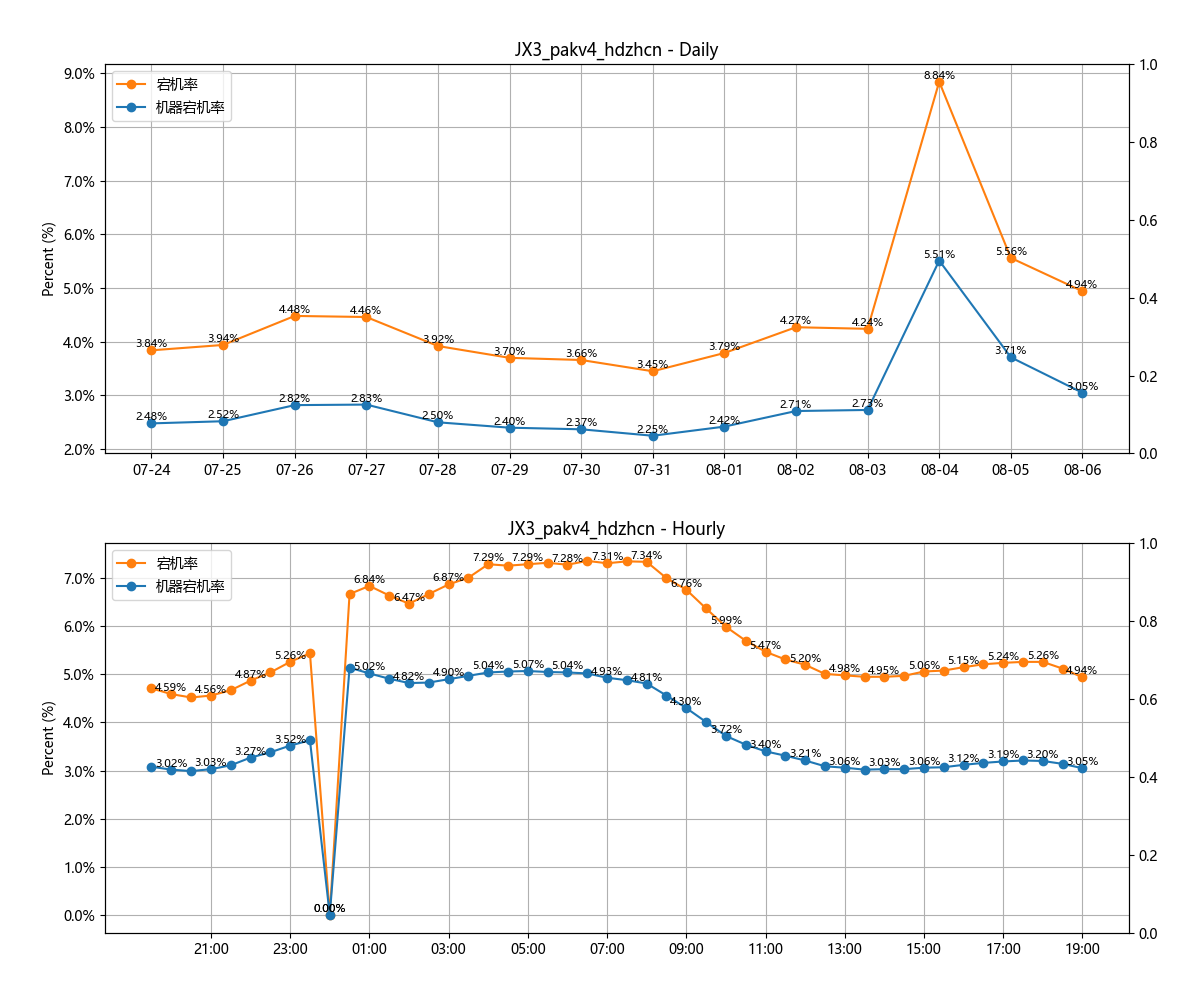 JX3_pakv4_hdzhcn - Daily
宕机率
机器宕机率
Percent (%)
9.0%
8.0%
7.0%
6.0%
5.0%
4.0%
3.0%
2.0%
1.0
0.8
0.6
0.4
0.2
0.0
3.84% 3.94% 4.48% 4.46% 3.92% 3.70% 3.66% 3.45% 3.79% 4.27% 4.24% 8.84% 5.56% 4.94%
2.48% 2.52% 2.82% 2.83% 2.50% 2.40% 2.37% 2.25% 2.42% 2.71% 2.73% 5.51% 3.71% 3.05%
07-24 07-25 07-26 07-27 07-28 07-29 07-30 07-31 08-01 08-02 08-03 08-04 08-05 08-06
JX3_pakv4_hdzhcn - Hourly
宕机率
机器宕机率
Percent (%)
7.0%
6.0%
5.0%
4.0%
3.0%
2.0%
1.0%
0.0%
1.0
0.8
0.6
0.4
0.2
0.0
4.59% 4.56% 4.87% 5.26% 0.00% 6.84% 6.47% 6.87% 7.29% 7.29% 7.28% 7.31% 7.34% 6.76% 5.99% 5.47% 5.20% 4.98% 4.95% 5.06% 5.15% 5.24% 5.26% 4.94%
3.02% 3.03% 3.27% 3.52% 0.00% 5.02% 4.82% 4.90% 5.04% 5.07% 5.04% 4.93% 4.81% 4.30% 3.72% 3.40% 3.21% 3.06% 3.03% 3.06% 3.12% 3.19% 3.20% 3.05%
21:00 23:00 01:00 03:00 05:00 07:00 09:00 11:00 13:00 15:00 17:00 19:00